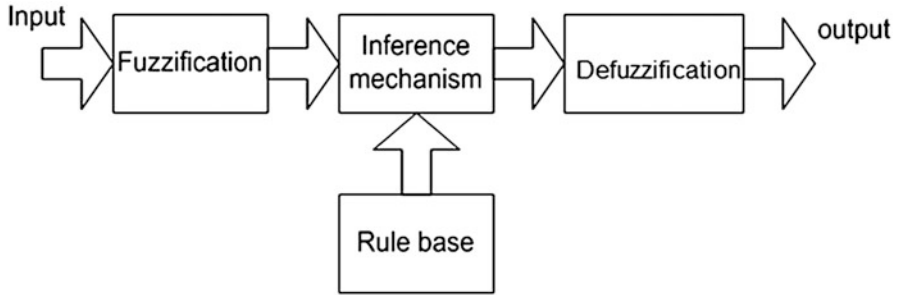 Input
Fuzzification
Inference
mechanism
Defuzzification
output
Rule base